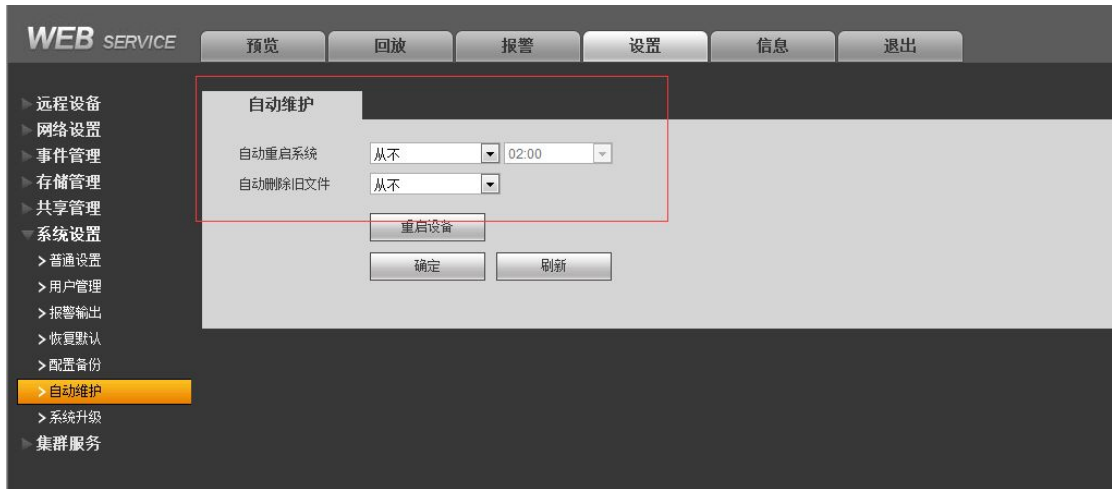 WEB SERVICE
预览 回放 报警 设置 信息 退出
远程设备
网络设置
事件管理
存储管理
共享管理
系统设置
>普通设置
>用户管理
>报警输出
>恢复默认
>配置备份
>自动维护
>系统升级
集群服务
自动维护
自动重启系统 从不 02:00
自动删除旧文件 从不
重启设备
确定 刷新